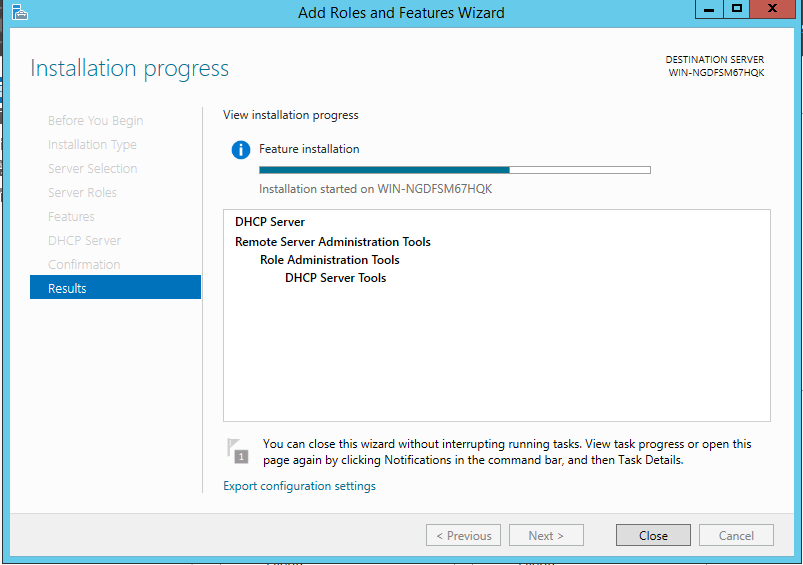 Add Roles and Features Wizard
Installation progress
DESTINATION SERVER
WIN-NGDFSM67HQK
Before You Begin
Installation Type
Server Selection
Server Roles
Features
DHCP Server
Confirmation
Results
View installation progress
Feature installation
Installation started on WIN-NGDFSM67HQK
DHCP Server
Remote Server Administration Tools
Role Administration Tools
DHCP Server Tools
1
You can close this wizard without interrupting running tasks. View task progress or open this
page again by clicking Notifications in the command bar, and then Task Details.
Export configuration settings
< Previous
Next >
Close
Cancel